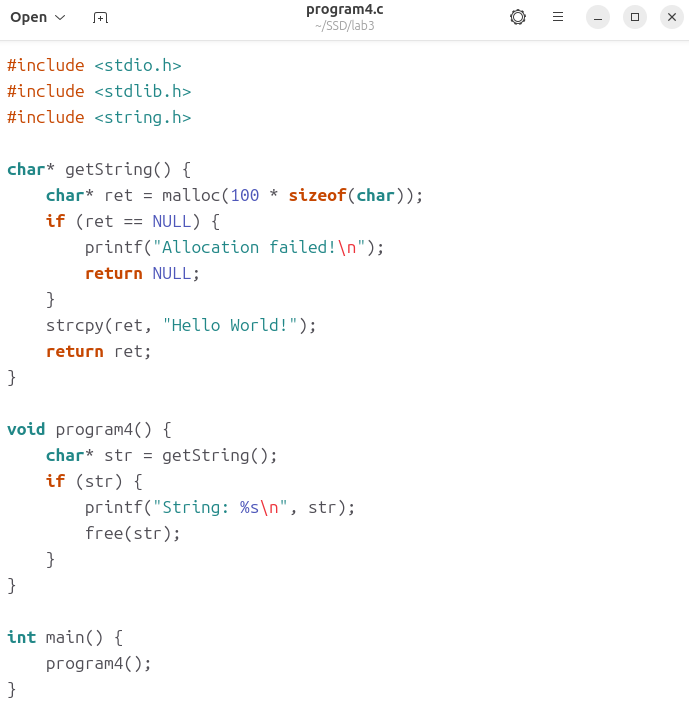 Open
program4.c
~/SSD/lab3
#include <stdio.h>
#include <stdlib.h>
#include <string.h>

char* getString() {
    char* ret = malloc(100 * sizeof(char));
    if (ret == NULL) {
        printf("Allocation failed!\n");
        return NULL;
    }
    strcpy(ret, "Hello World!");
    return ret;
}

void program4() {
    char* str = getString();
    if (str) {
        printf("String: %s\n", str);
        free(str);
    }
}

int main() {
    program4();
}